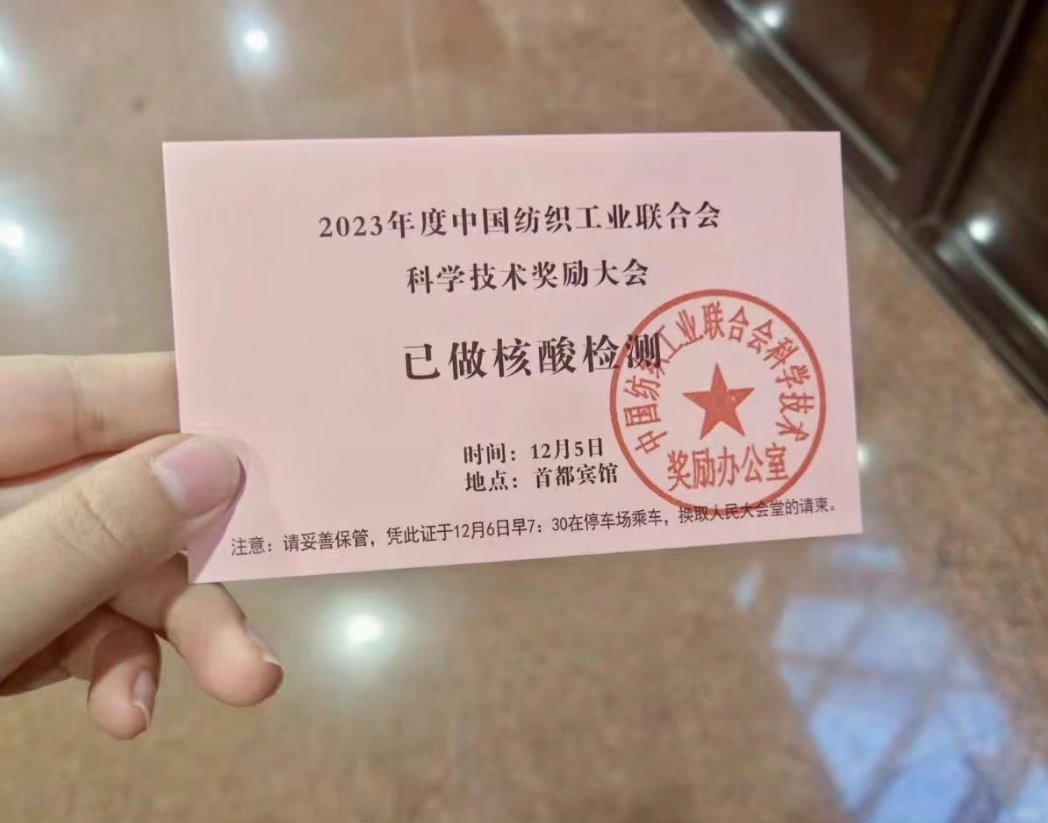 2023年度中国纺织工业联合会
科学技术奖励大会
已做核酸检测
时间：12月5日
地点：首都宾馆
中国纺织工业联合会科学技术
奖励办公室
注意：请妥善保管，凭此证于12月6日早7：30在停车场乘车，换取人民大会堂的请柬。